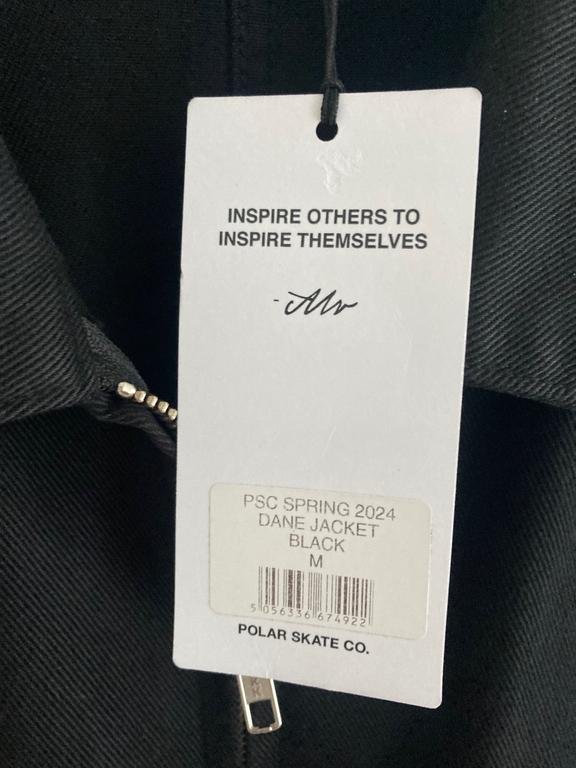 INSPIRE OTHERS TO
INSPIRE THEMSELVES
PSC SPRING 2024
DANE JACKET
BLACK
M
5 056336 674922
POLAR SKATE CO.